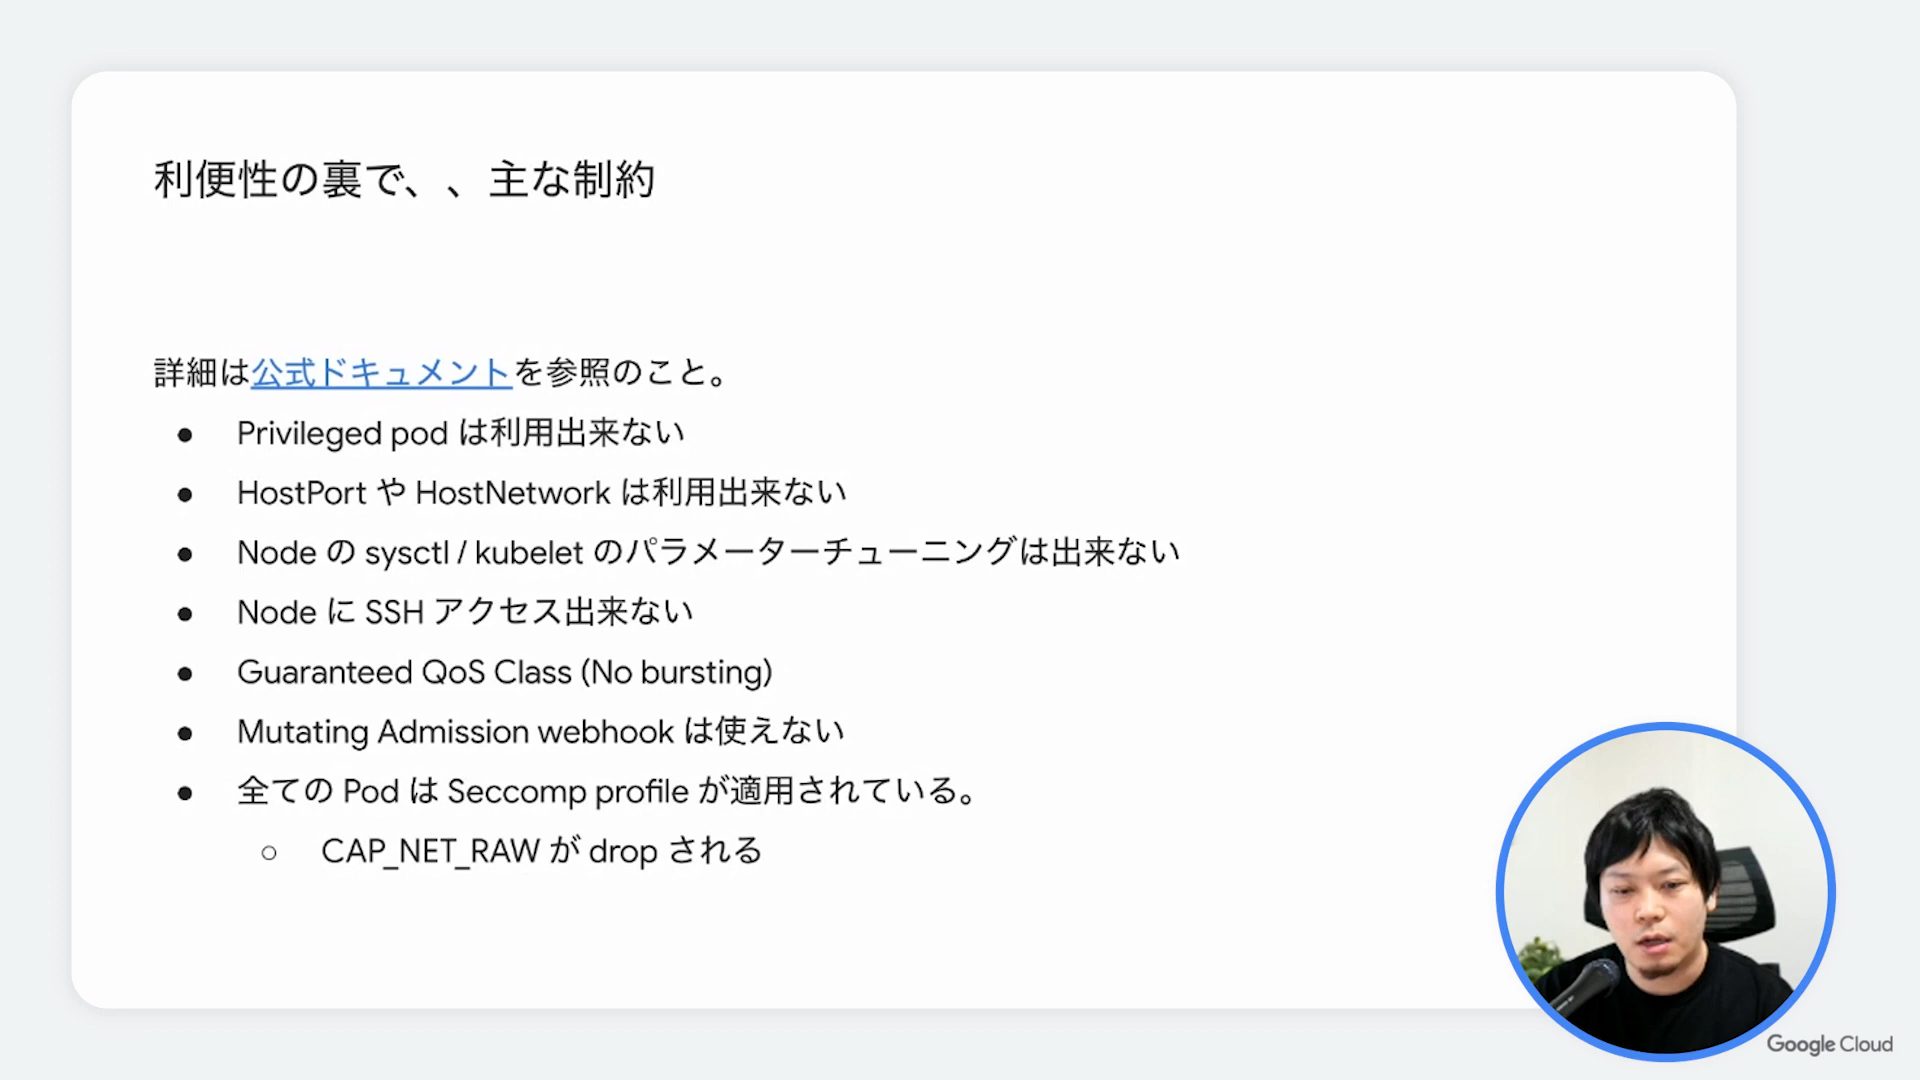 利便性の裏で、、主な制約
詳細は公式ドキュメントを参照のこと。
● Privileged pod は利用出来ない
● HostPort や HostNetwork は利用出来ない
● Node の sysctl / kubelet のパラメーターチューニングは出来ない
● Node に SSH アクセス出来ない
● Guaranteed QoS Class (No bursting)
● Mutating Admission webhook は使えない
● 全ての Pod は Seccomp profile が適用されている。
○ CAP_NET_RAW が drop される
Google Cloud